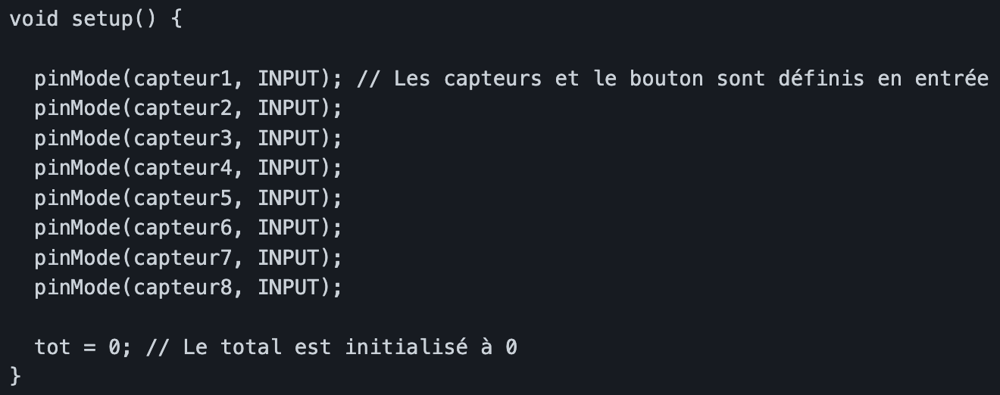 void setup() {
  pinMode(capteur1, INPUT); // Les capteurs et le bouton sont définis en entrée
  pinMode(capteur2, INPUT);
  pinMode(capteur3, INPUT);
  pinMode(capteur4, INPUT);
  pinMode(capteur5, INPUT);
  pinMode(capteur6, INPUT);
  pinMode(capteur7, INPUT);
  pinMode(capteur8, INPUT);
  tot = 0; // Le total est initialisé à 0
}